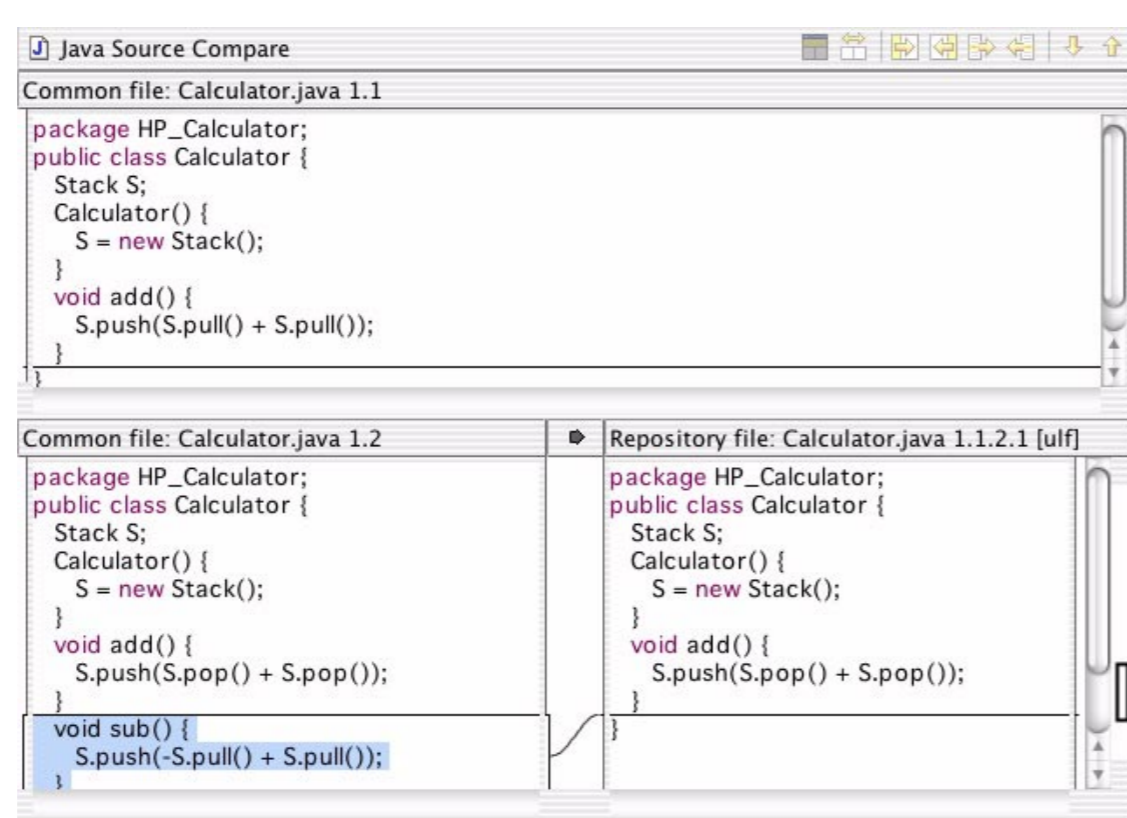 Java Source Compare
Common file: Calculator.java 1.1
package HP_Calculator;
public class Calculator {
Stack S;
Calculator() {
S = new Stack();
}
void add() {
S.push(S.pull() + S.pull());
}
}
Common file: Calculator.java 1.2
package HP_Calculator;
public class Calculator {
Stack S;
Calculator() {
S = new Stack();
}
void add() {
S.push(S.pop() + S.pop());
}
void sub() {
S.push(-S.pull() + S.pull());
}
Repository file: Calculator.java 1.1.2.1 [ulf]
package HP_Calculator;
public class Calculator {
Stack S;
Calculator() {
S = new Stack();
}
void add() {
S.push(S.pop() + S.pop());
}
}